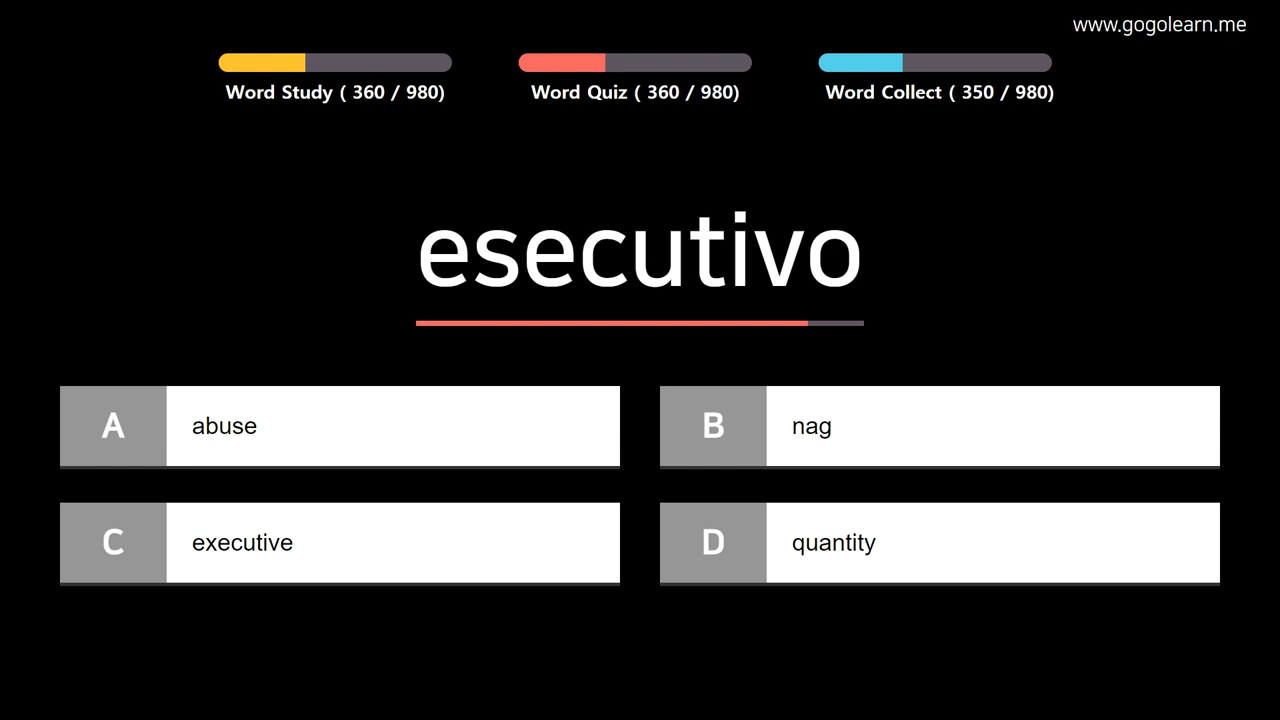 www.gogolearn.me
Word Study ( 360 / 980)
Word Quiz ( 360 / 980)
Word Collect ( 350 / 980)
esecutivo
A abuse
B nag
C executive
D quantity